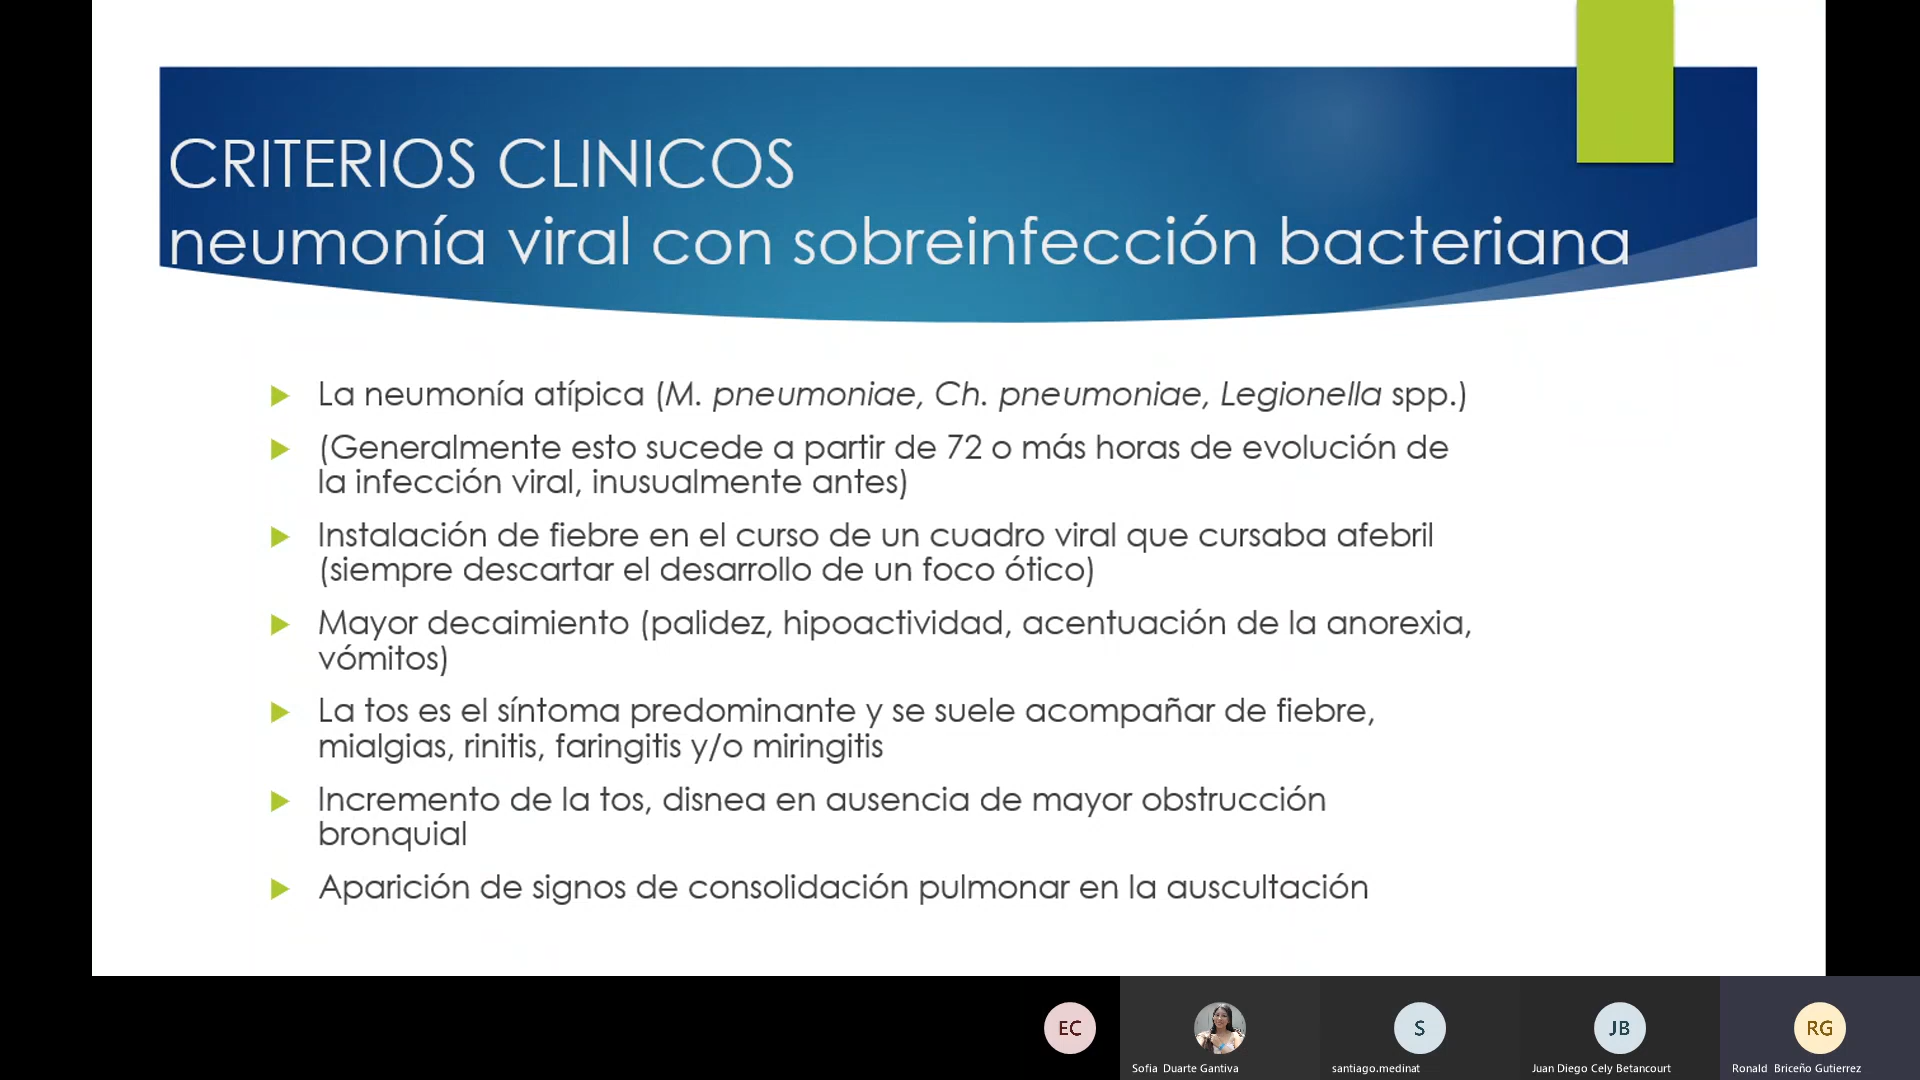 CRITERIOS CLINICOS
neumonía viral con sobreinfección bacteriana
La neumonía atípica (M. pneumoniae, Ch. pneumoniae, Legionella spp.)
(Generalmente esto sucede a partir de 72 o más horas de evolución de
la infección viral, inusualmente antes)
Instalación de fiebre en el curso de un cuadro viral que cursaba afebril
(siempre descartar el desarrollo de un foco ótico)
Mayor decaimiento (palidez, hipoactividad, acentuación de la anorexia,
vómitos)
La tos es el síntoma predominante y se suele acompañar de fiebre,
mialgias, rinitis, faringitis y/o miringitis
Incremento de la tos, disnea en ausencia de mayor obstrucción
bronquial
Aparición de signos de consolidación pulmonar en la auscultación
EC
S
JB
RG
Sofia Duarte Gantiva
santiago.medinat
Juan Diego Cely Betancourt
Ronald Briceño Gutierrez